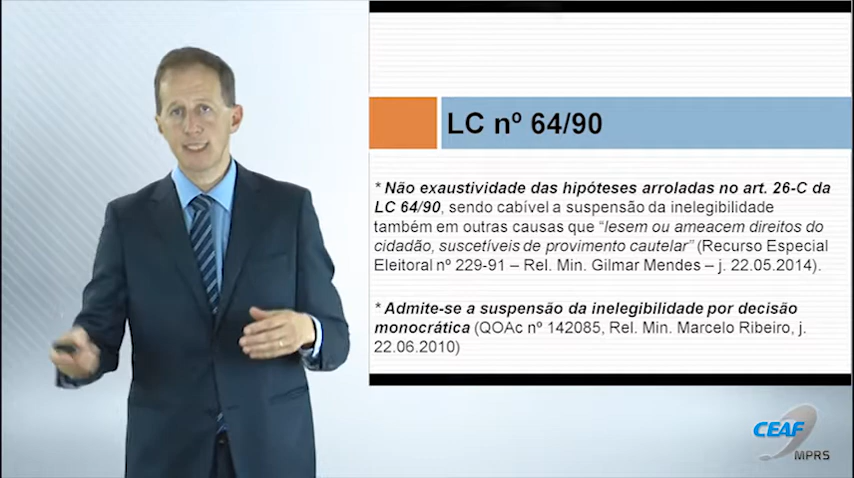 LC nº 64/90
* Não exaustividade das hipóteses arroladas no art. 26-C da
LC 64/90, sendo cabível a suspensão da inelegibilidade
também em outras causas que “lesem ou ameacem direitos do
cidadão, suscetíveis de provimento cautelar” (Recurso Especial
Eleitoral nº 229-91 – Rel. Min. Gilmar Mendes – j. 22.05.2014).
* Admite-se a suspensão da inelegibilidade por decisão
monocrática (QOAc nº 142085, Rel. Min. Marcelo Ribeiro, j.
22.06.2010)
CEAF
MPRS